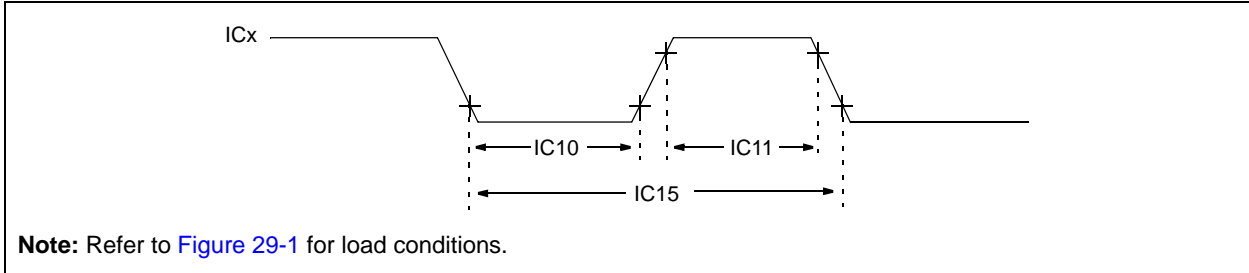 ICx
IC10
IC11
IC15
Note: Refer to Figure 29-1 for load conditions.